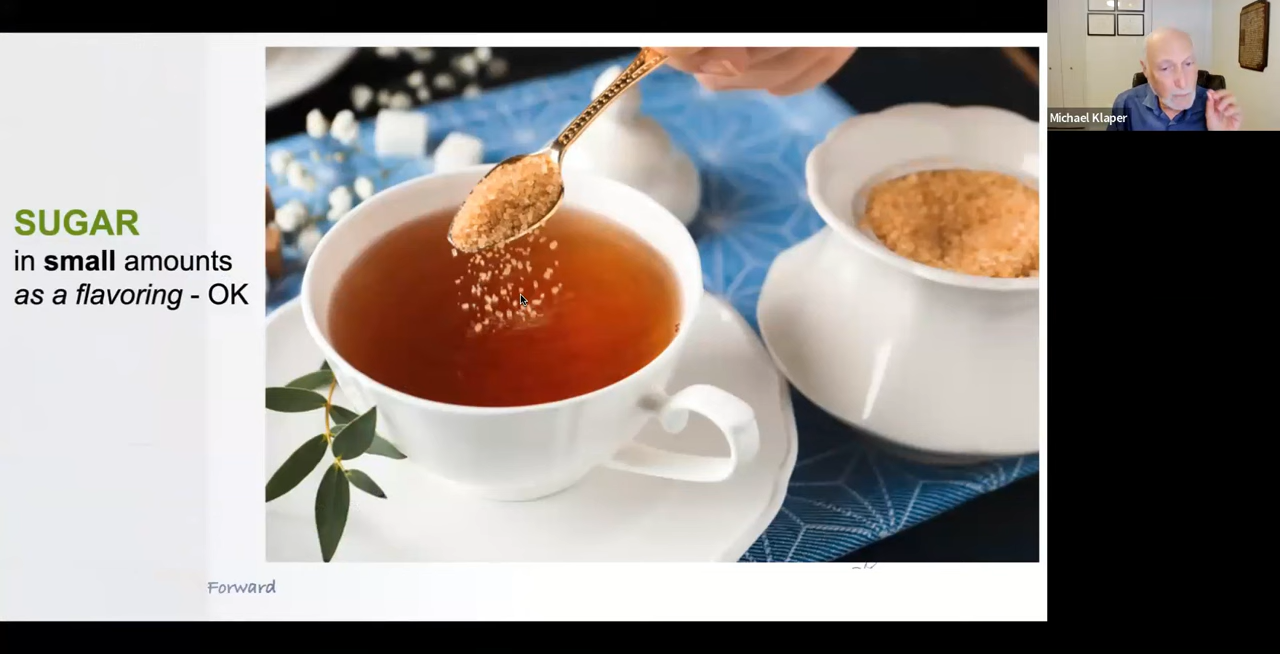 SUGAR
in small amounts
as a flavoring - OK
Forward
Michael Klaper